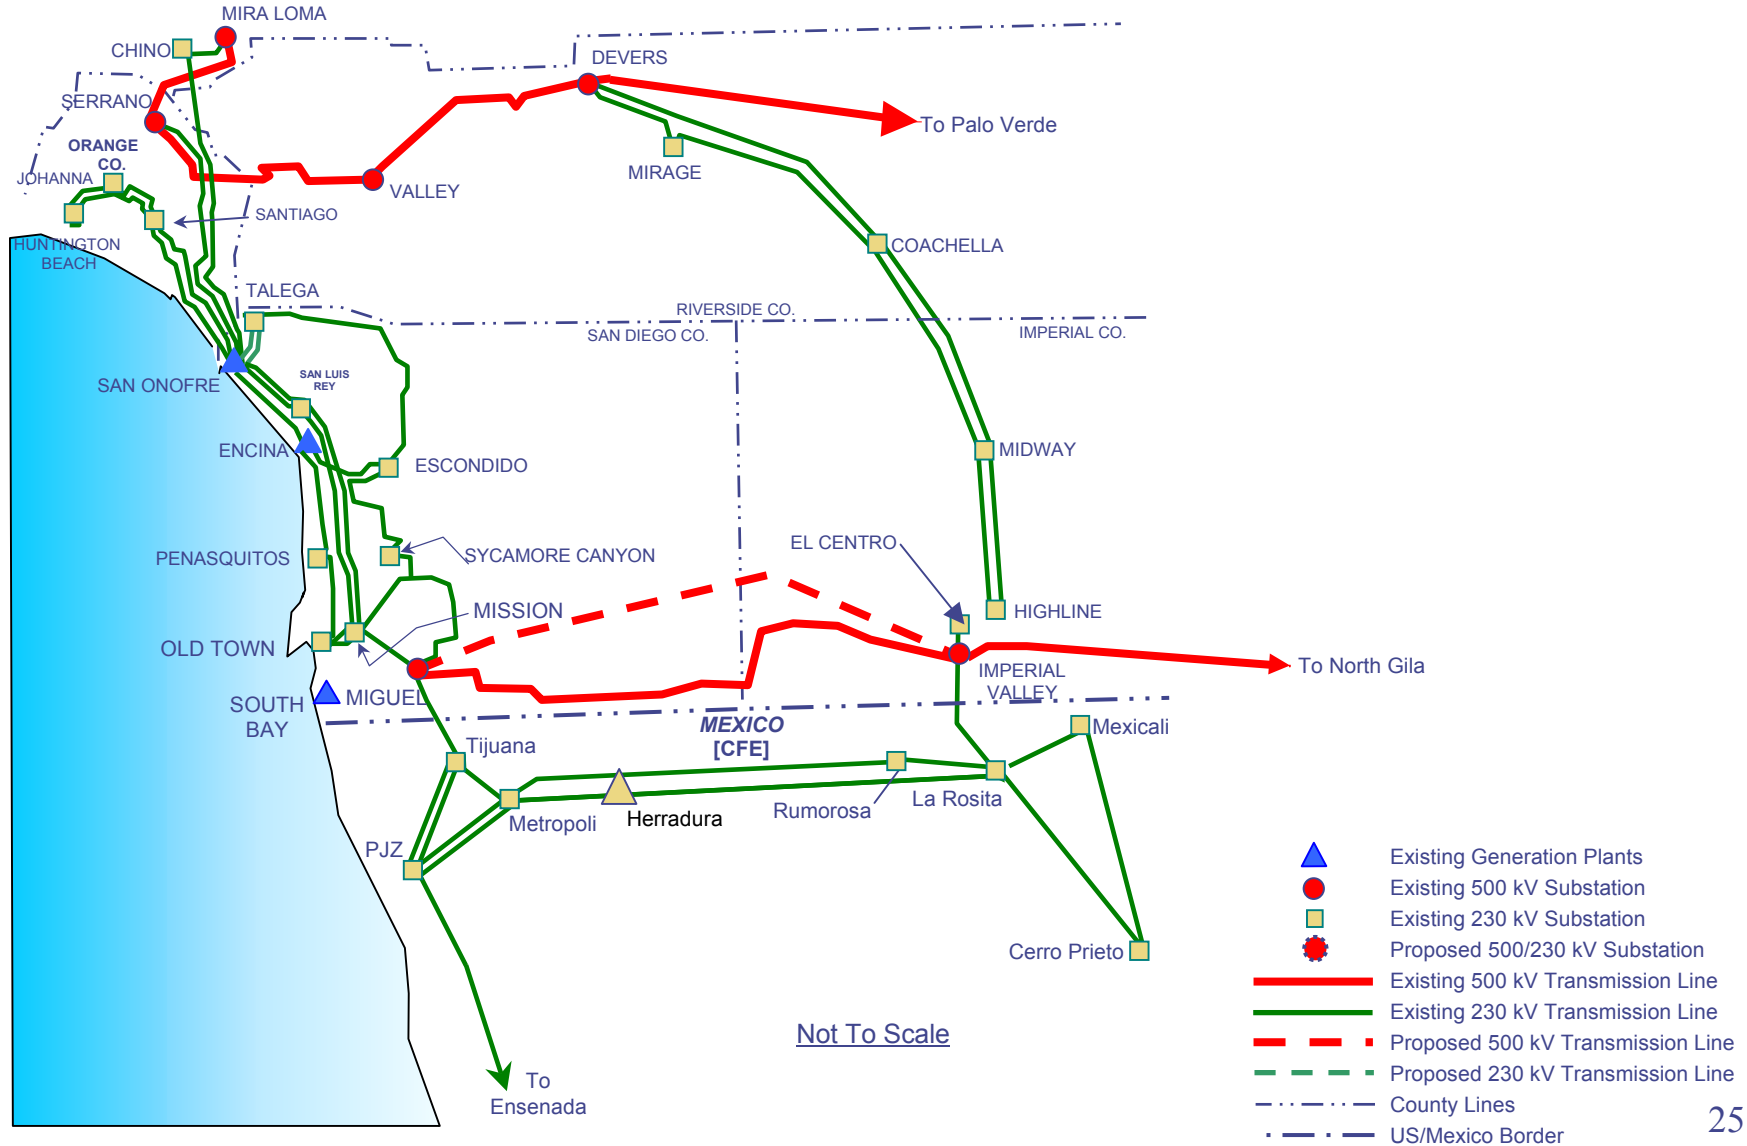 MIRA LOMA
CHINO
DEVERS
SERRANO
To Palo Verde
ORANGE
CO.
MIRAGE
JOHANNA
VALLEY
SANTIAGO
HUNTINGTON
BEACH
COACHELLA
TALEGA
RIVERSIDE CO.
SAN DIEGO CO.
IMPERIAL CO.
SAN ONOFRE
SAN LUIS
REY
ENCINA
ESCONDIDO
MIDWAY
PENASQUITOS
SYCAMORE CANYON
EL CENTRO
MISSION
HIGHLINE
OLD TOWN
To North Gila
IMPERIAL
VALLEY
SOUTH
BAY
MIGUEL
MEXICO
[CFE]
Mexicali
Tijuana
Rumorosa
La Rosita
Metropoli
Herradura
PJZ
Cerro Prieto
Not To Scale
To
Ensenada
Existing Generation Plants
Existing 500 kV Substation
Existing 230 kV Substation
Proposed 500/230 kV Substation
Existing 500 kV Transmission Line
Existing 230 kV Transmission Line
Proposed 500 kV Transmission Line
Proposed 230 kV Transmission Line
County Lines
US/Mexico Border
25